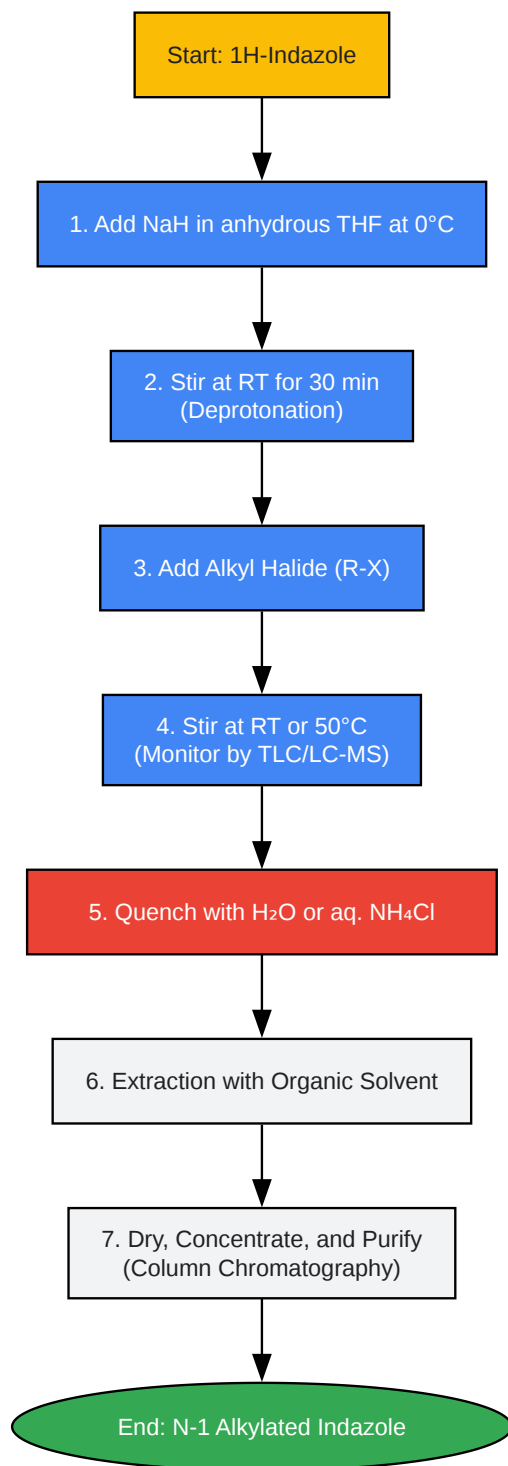 Start: 1H-Indazole
1. Add NaH in anhydrous THF at 0°C
2. Stir at RT for 30 min
(Deprotonation)
3. Add Alkyl Halide (R-X)
4. Stir at RT or 50°C
(Monitor by TLC/LC-MS)
5. Quench with H₂O or aq. NH₄Cl
6. Extraction with Organic Solvent
7. Dry, Concentrate, and Purify
(Column Chromatography)
End: N-1 Alkylated Indazole